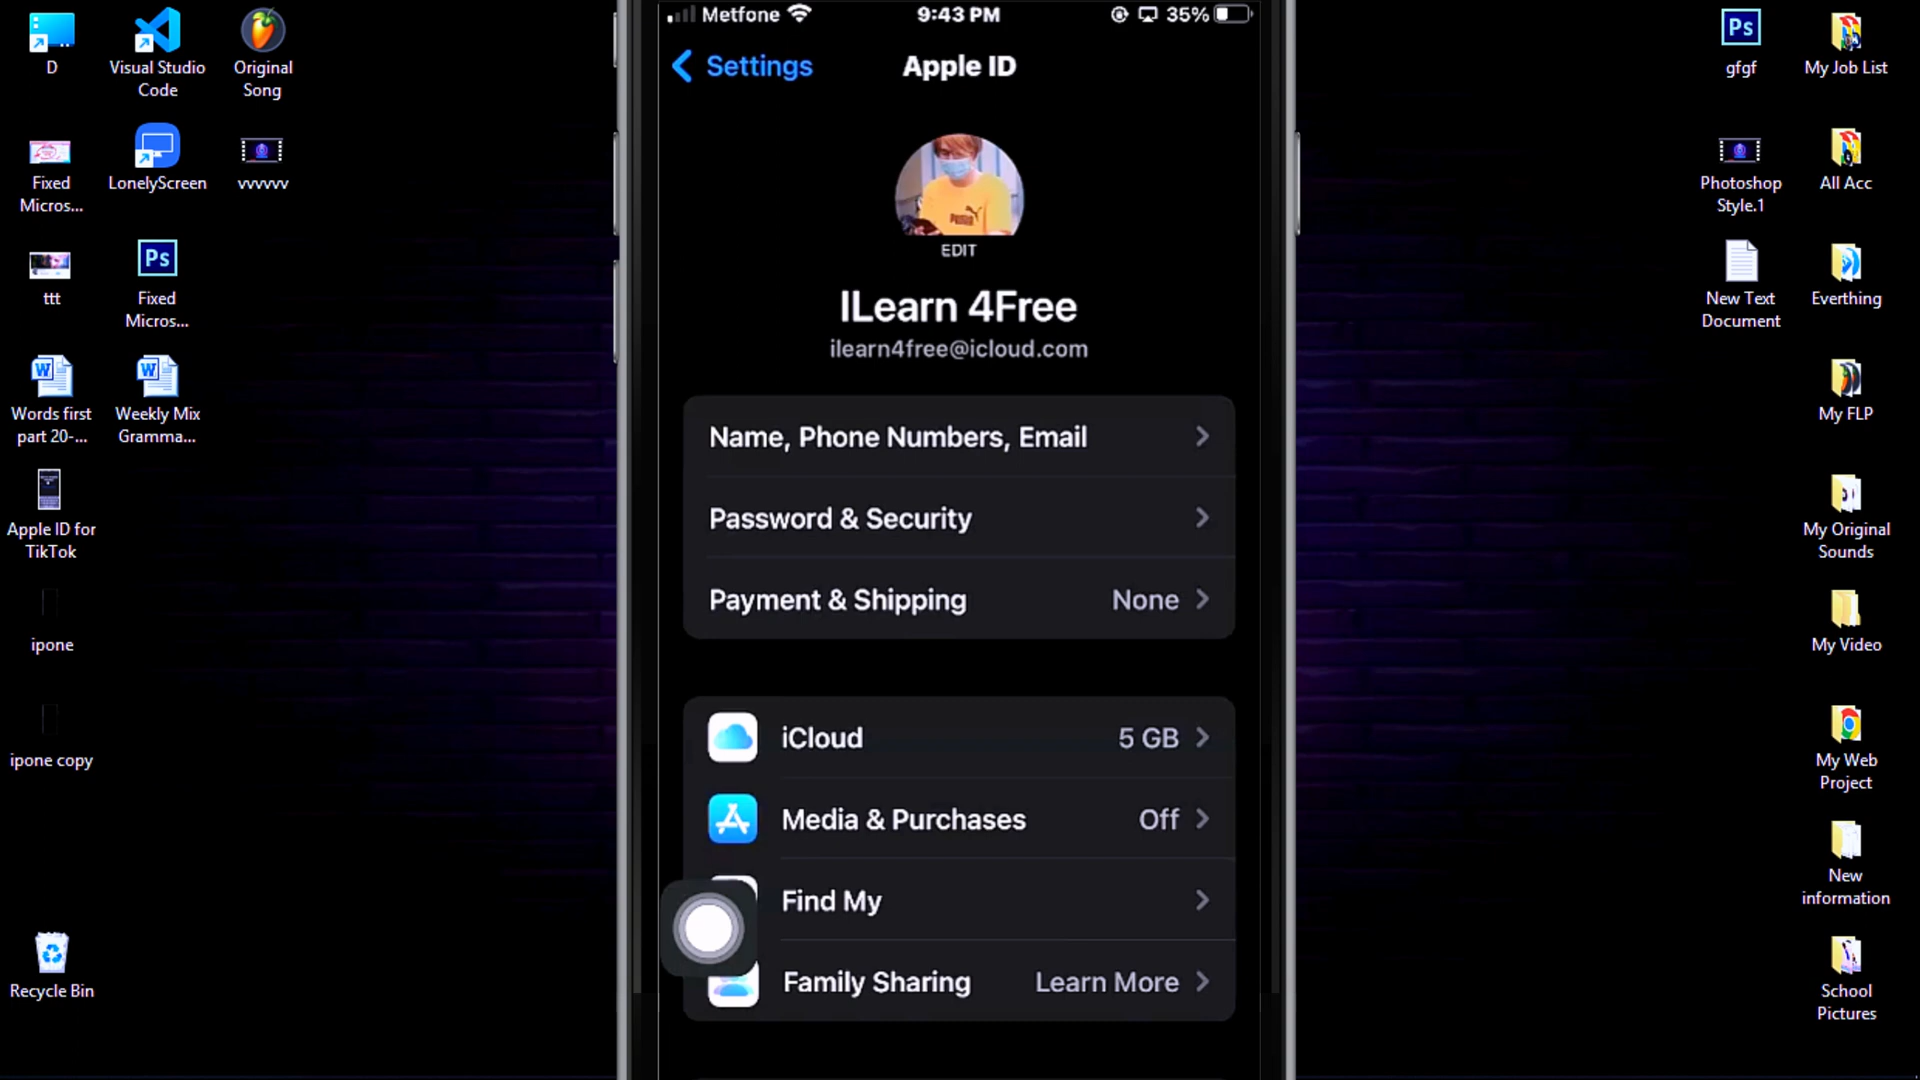 D
Visual Studio
Code
Original
Song
Fixed
Micros...
LonelyScreen
vvvvvv
ttt
Ps
Fixed
Micros...
Words first
part 20-...
Weekly Mix
Gramma...
Apple ID for
TikTok
ipone
ipone copy
Recycle Bin
Metfone
9:43 PM
35%
Settings
Apple ID
PUMA
EDIT
ILearn 4Free
ilearn4free@icloud.com
Name, Phone Numbers, Email
Password & Security
Payment & Shipping None
iCloud 5 GB
Media & Purchases Off
Find My
Family Sharing Learn More
Ps
gfgf
My Job List
Photoshop
Style.1
All Acc
New Text
Document
Everthing
My FLP
My Original
Sounds
My Video
My Web
Project
New
information
School
Pictures